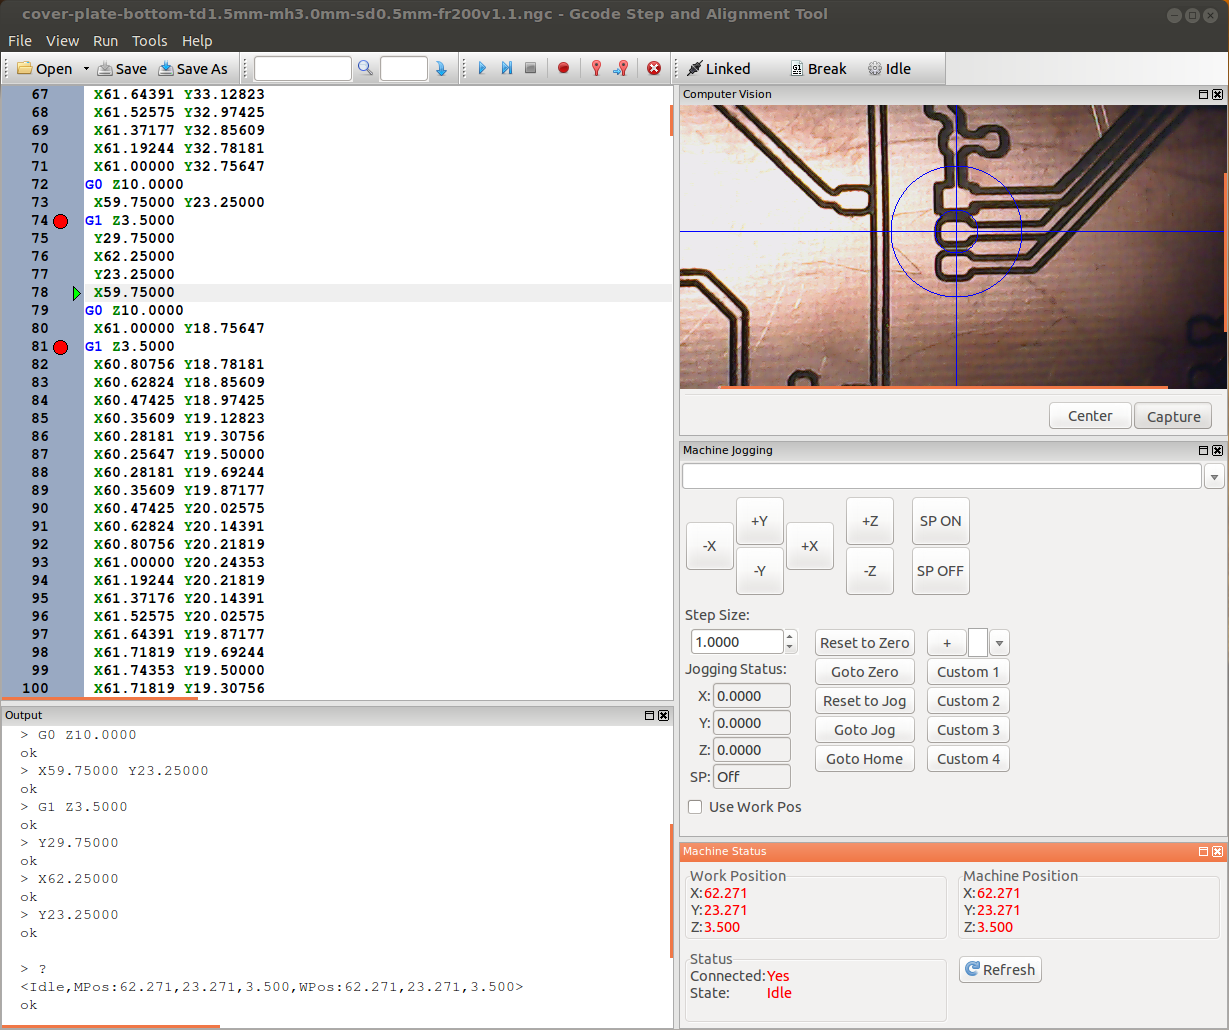 cover-plate-bottom-td1.5mm-mh3.0mm-sd0.5mm-fr200v1.1.ngc - Gcode Step and Alignment Tool
File View Run Tools Help
Open Save Save As Linked Break Idle
67 X61.64391 Y33.12823
68 X61.52575 Y32.97425
69 X61.37177 Y32.85609
70 X61.19244 Y32.78181
71 X61.00000 Y32.75647
72 G0 Z10.0000
73 X59.75000 Y23.25000
74 G1 Z3.5000
75 Y29.75000
76 X62.25000
77 Y23.25000
78 X59.75000
79 G0 Z10.0000
80 X61.00000 Y18.75647
81 G1 Z3.5000
82 X60.80756 Y18.78181
83 X60.62824 Y18.85609
84 X60.47425 Y18.97425
85 X60.35609 Y19.12823
86 X60.28181 Y19.30756
87 X60.25647 Y19.50000
88 X60.28181 Y19.69244
89 X60.35609 Y19.87177
90 X60.47425 Y20.02575
91 X60.62824 Y20.14391
92 X60.80756 Y20.21819
93 X61.00000 Y20.24353
94 X61.19244 Y20.21819
95 X61.37176 Y20.14391
96 X61.52575 Y20.02575
97 X61.64391 Y19.87177
98 X61.71819 Y19.69244
99 X61.74353 Y19.50000
100 X61.71819 Y19.30756
Output
> G0 Z10.0000
ok
> X59.75000 Y23.25000
ok
> G1 Z3.5000
ok
> Y29.75000
ok
> X62.25000
ok
> Y23.25000
ok
> ?
<Idle,MPos:62.271,23.271,3.500,WPos:62.271,23.271,3.500>
ok
Computer Vision
Center Capture
Machine Jogging
+Y +Z SP ON
-X +X
-Y -Z SP OFF
Step Size:
1.0000 Reset to Zero +
Jogging Status: Goto Zero Custom 1
X: 0.0000 Reset to Jog Custom 2
Y: 0.0000 Goto Jog Custom 3
Z: 0.0000 Goto Home Custom 4
SP: Off
Use Work Pos
Machine Status
Work Position Machine Position
X:62.271 X:62.271
Y:23.271 Y:23.271
Z:3.500 Z:3.500
Status
Connected:Yes Refresh
State: Idle